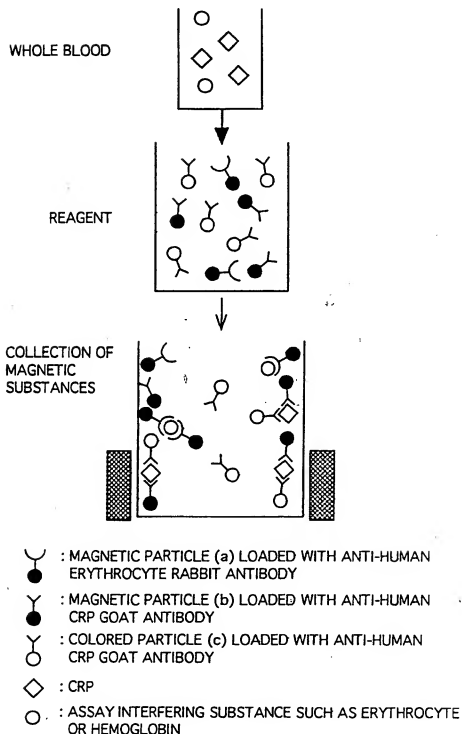 WHOLE BLOOD
REAGENT
COLLECTION OF
MAGNETIC
SUBSTANCES
: MAGNETIC PARTICLE (a) LOADED WITH ANTI-HUMAN
ERYTHROCYTE RABBIT ANTIBODY
: MAGNETIC PARTICLE (b) LOADED WITH ANTI-HUMAN
CRP GOAT ANTIBODY
: COLORED PARTICLE (c) LOADED WITH ANTI-HUMAN
CRP GOAT ANTIBODY
: CRP
: ASSAY INTERFERING SUBSTANCE SUCH AS ERYTHROCYTE
OR HEMOGLOBIN